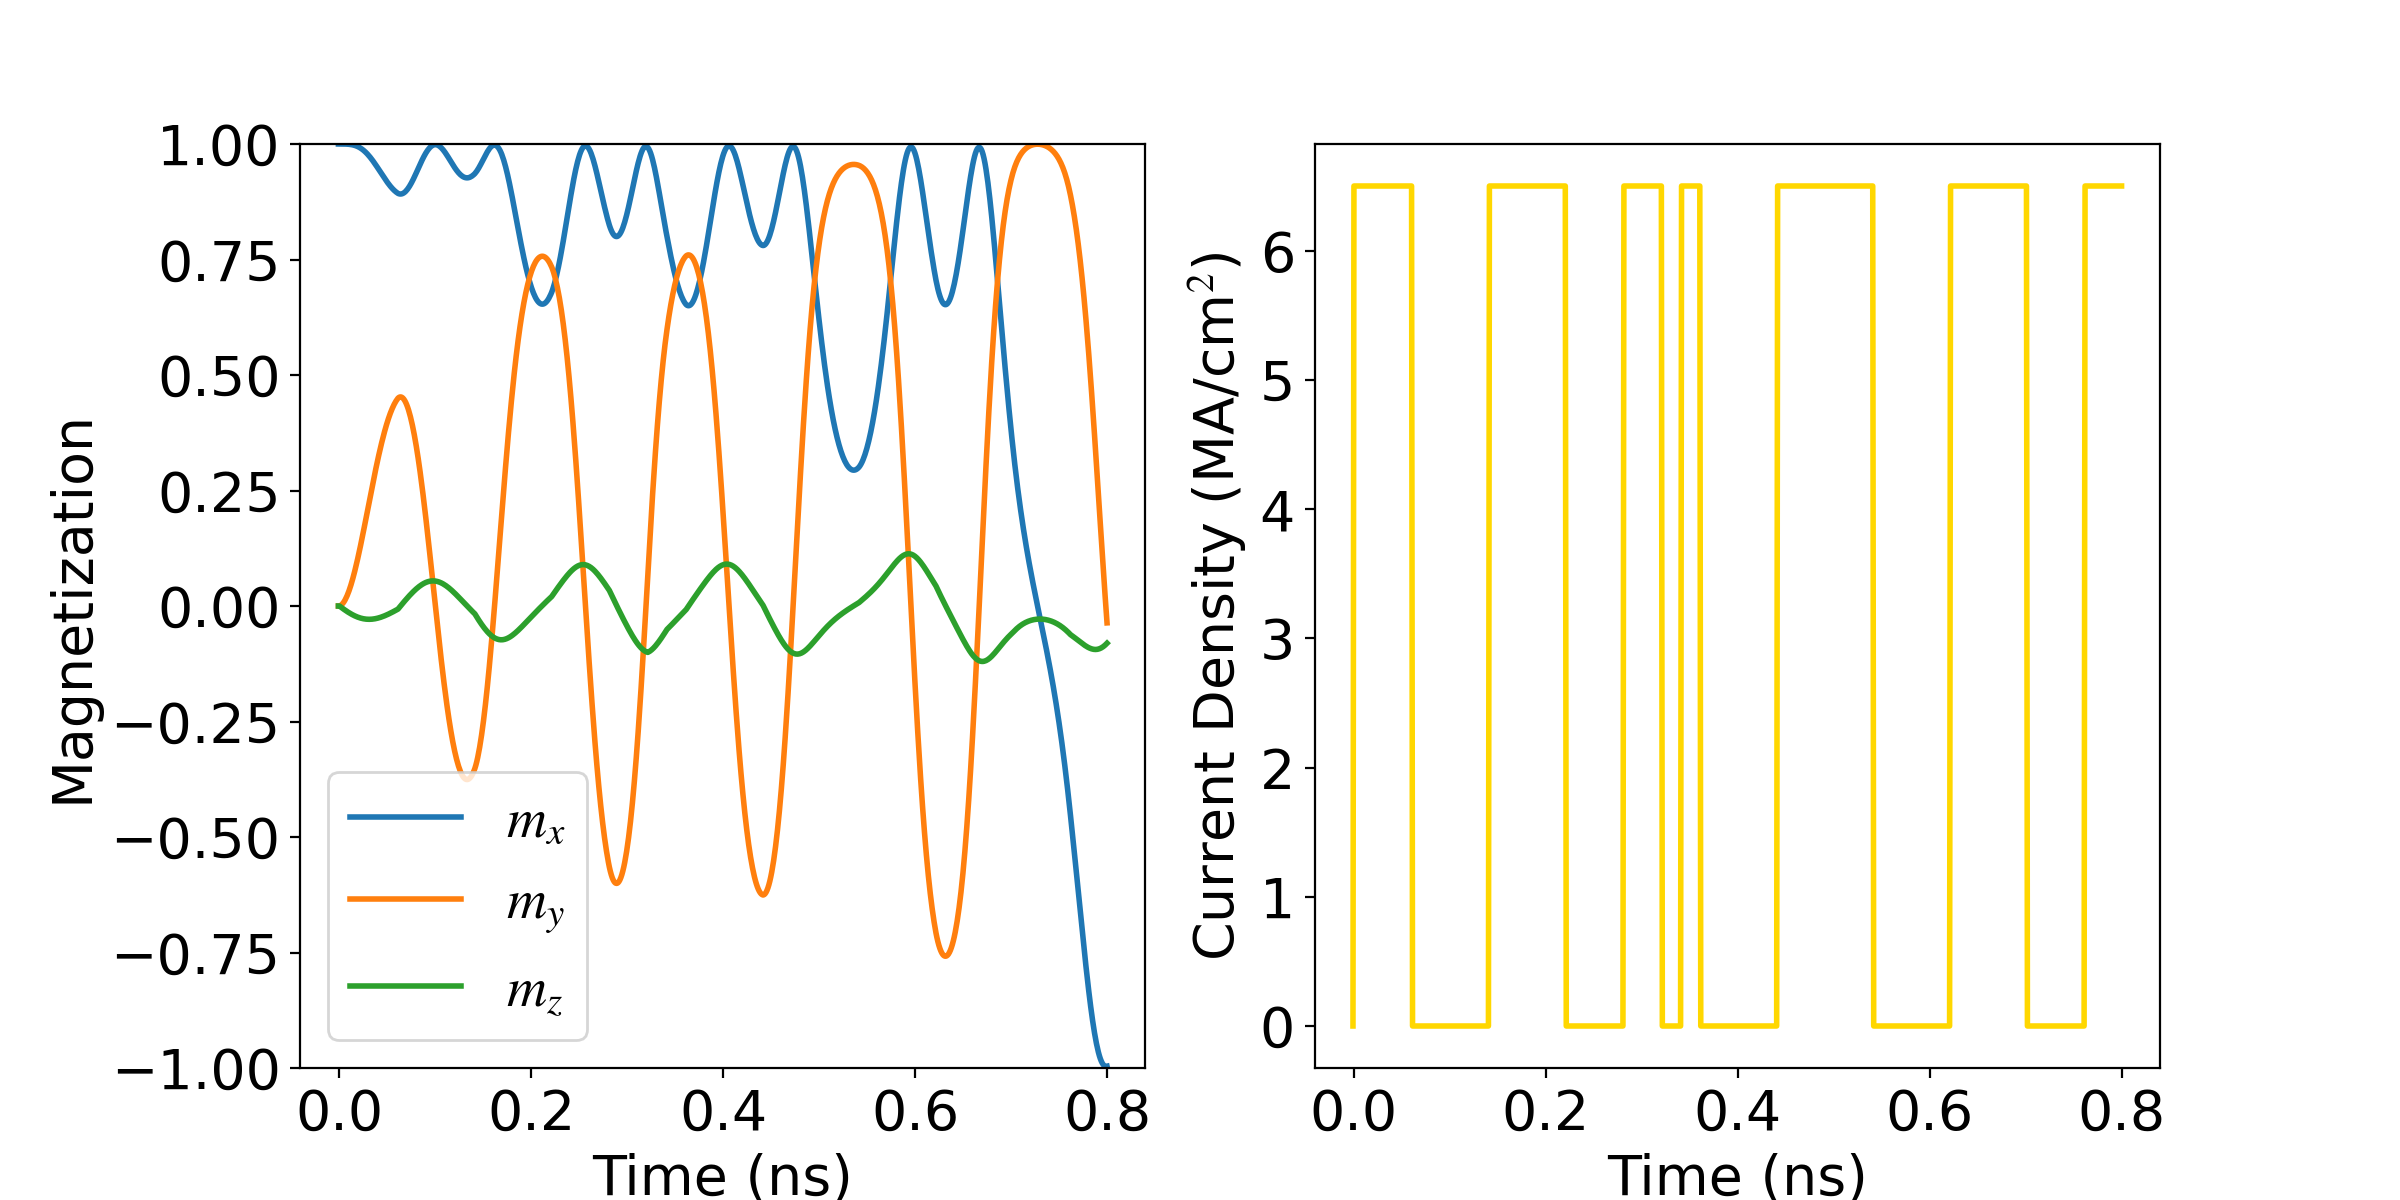 Magnetization
1.00
0.75
0.50
0.25
0.00
−0.25
−0.50
−0.75
−1.00
m_x
m_y
m_z
0.0 0.2 0.4 0.6 0.8
Time (ns)
Current Density (MA/cm²)
6
5
4
3
2
1
0
0.0 0.2 0.4 0.6 0.8
Time (ns)